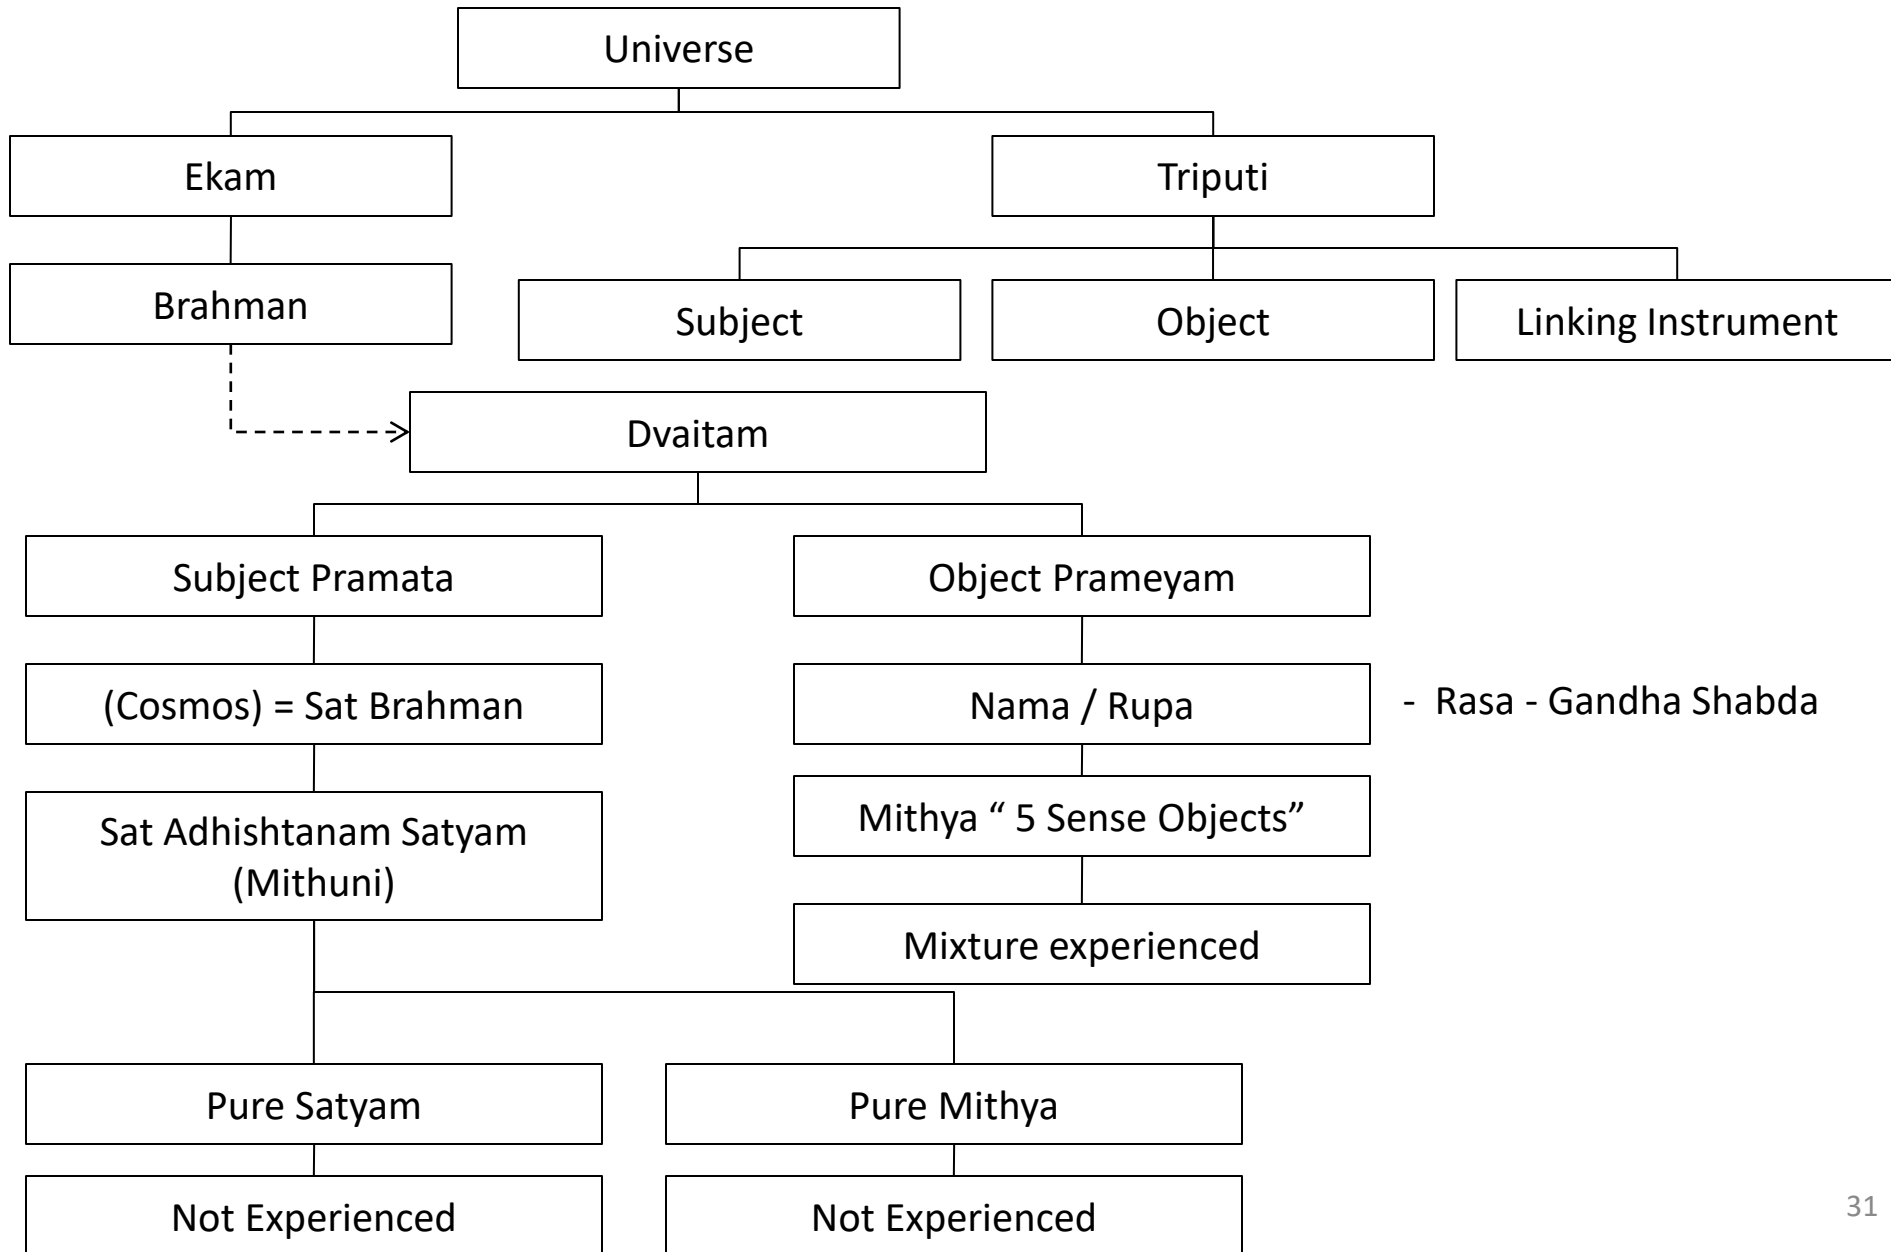 Universe
Ekam
Triputi
Brahman
Subject
Object
Linking Instrument
Dvaitam
Subject Pramata
Object Prameyam
(Cosmos) = Sat Brahman
Nama / Rupa
- Rasa - Gandha Shabda
Sat Adhishtanam Satyam
(Mithuni)
Mithya “ 5 Sense Objects”
Mixture experienced
Pure Satyam
Pure Mithya
Not Experienced
Not Experienced
31